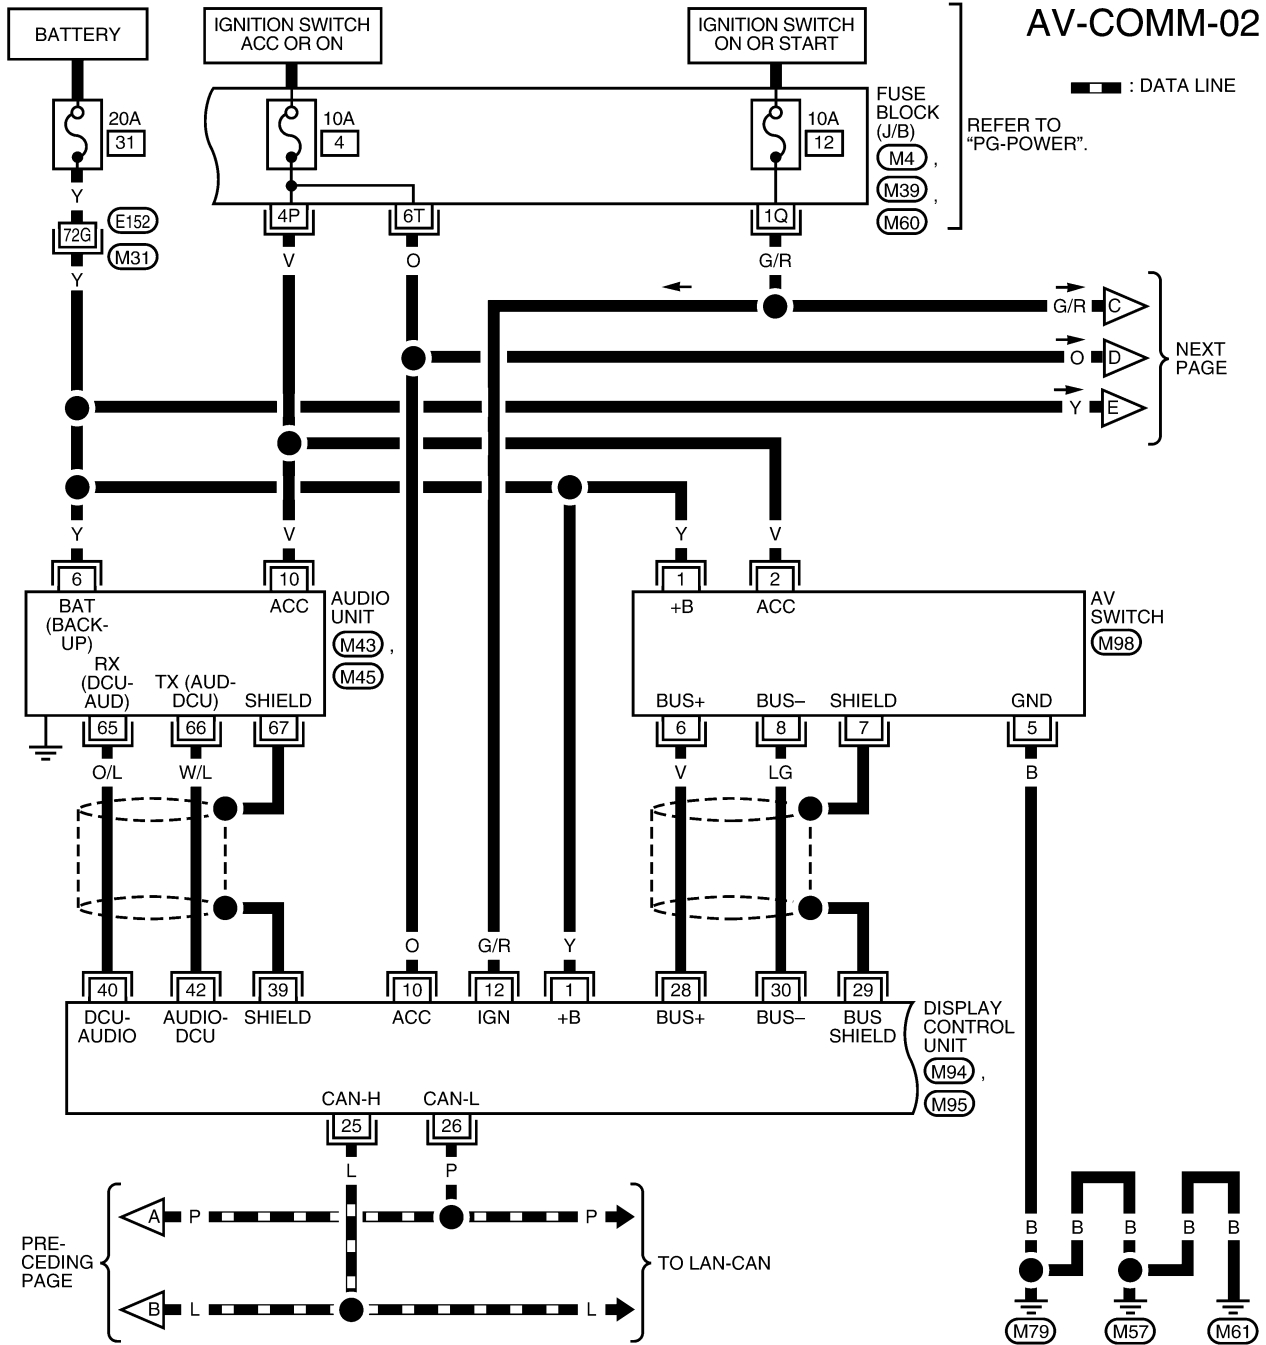 AV-COMM-02
BATTERY
IGNITION SWITCH
ACC OR ON
IGNITION SWITCH
ON OR START
: DATA LINE
20A
31
10A
4
10A
12
FUSE
BLOCK
(J/B)
M4 ,
M39 ,
M60
REFER TO
“PG-POWER”.
Y
72G
E152
M31
Y
4P
6T
1Q
V
O
G/R
G/R
C
O
D
Y
E
NEXT
PAGE
Y
V
Y
V
6
10
1
2
BAT
(BACK-
UP)
ACC
AUDIO
UNIT
M43 ,
M45
+B
ACC
AV
SWITCH
M98
RX
(DCU-
AUD)
TX (AUD-
DCU)
SHIELD
BUS+
BUS–
SHIELD
GND
65
66
67
6
8
7
5
O/L
W/L
V
LG
B
O
G/R
Y
40
42
39
10
12
1
28
30
29
DCU-
AUDIO
AUDIO-
DCU
SHIELD
ACC
IGN
+B
BUS+
BUS–
BUS
SHIELD
DISPLAY
CONTROL
UNIT
M94 ,
M95
CAN-H
CAN-L
25
26
L
P
A
P
P
PRE-
CEDING
PAGE
TO LAN-CAN
B
L
L
B
B
B
B
B
M79
M57
M61